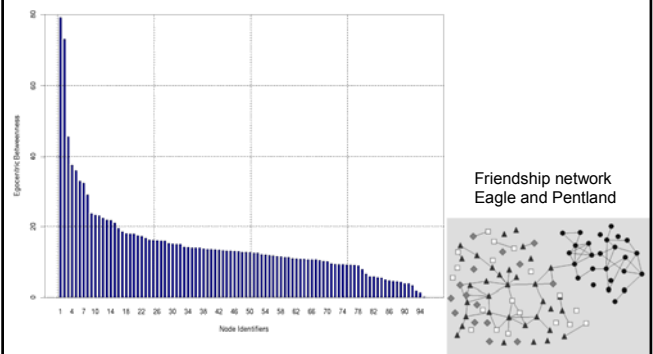 80
60
40
20
0
Egocentric Betweenness
1 4 7 10 14 18 22 26 30 34 38 42 46 50 54 58 62 66 70 74 78 82 86 90 94
Node Identifiers
Friendship network
Eagle and Pentland